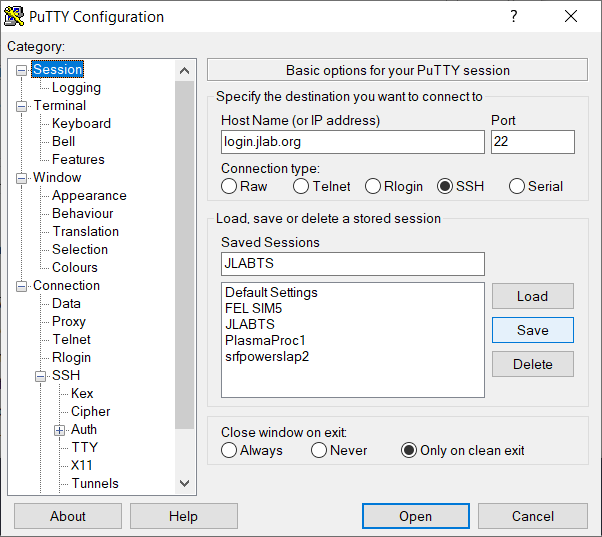 PuTTY Configuration
?
Category:
Session
Logging
Terminal
Keyboard
Bell
Features
Window
Appearance
Behaviour
Translation
Selection
Colours
Connection
Data
Proxy
Telnet
Rlogin
SSH
Kex
Cipher
Auth
TTY
X11
Tunnels
Basic options for your PuTTY session
Specify the destination you want to connect to
Host Name (or IP address) Port
login.jlab.org 22
Connection type:
Raw Telnet Rlogin SSH Serial
Load, save or delete a stored session
Saved Sessions
JLABTS
Default Settings
FEL SIM5
JLABTS
PlasmaProc1
srfpowerslap2
Load
Save
Delete
Close window on exit:
Always Never Only on clean exit
About Help Open Cancel